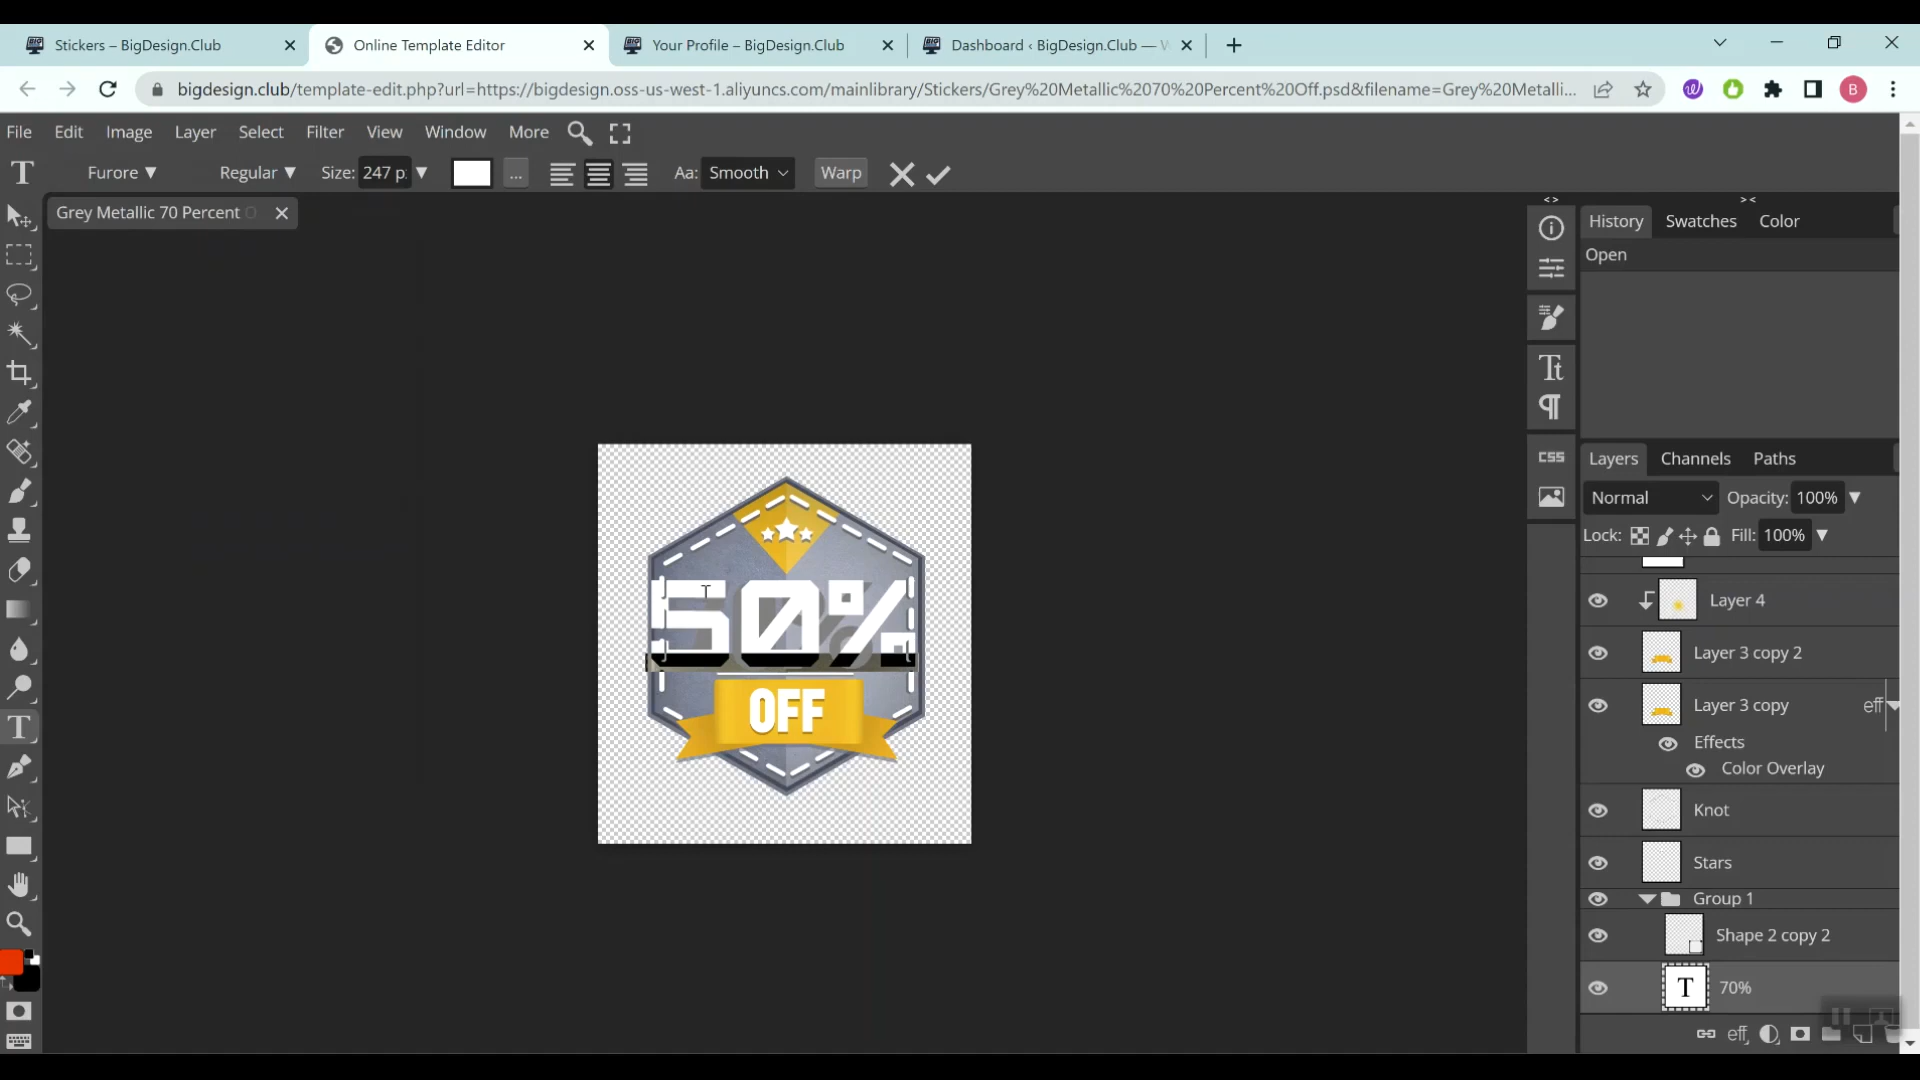 Stickers – BigDesign.Club
Online Template Editor
Your Profile – BigDesign.Club
Dashboard ‹ BigDesign.Club — W
bigdesign.club/template-edit.php?url=https://bigdesign.oss-us-west-1.aliyuncs.com/mainlibrary/Stickers/Grey%20Metallic%2070%20Percent%20Off.psd&filename=Grey%20Metalli...
B
File Edit Image Layer Select Filter View Window More
T Furore Regular Size: 247 p ... Aa: Smooth Warp
Grey Metallic 70 Percent O
History Swatches Color
Open
50%
OFF
CSS
Layers Channels Paths
Normal Opacity: 100%
Lock: Fill: 100%
Layer 4
Layer 3 copy 2
Layer 3 copy eff
Effects
Color Overlay
Knot
Stars
Group 1
Shape 2 copy 2
T 70%
eff